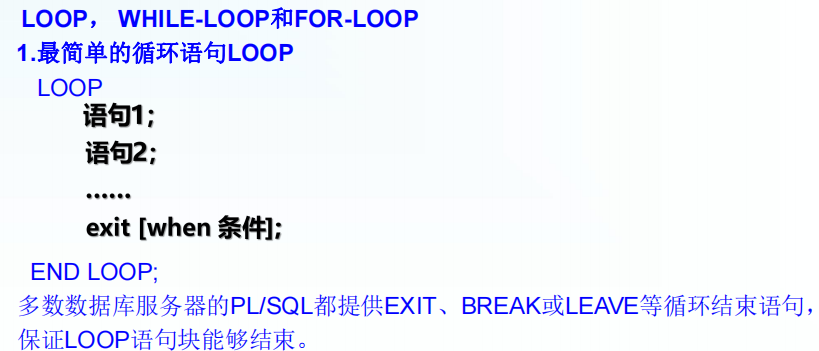 LOOP， WHILE-LOOP和FOR-LOOP
1.最简单的循环语句LOOP
LOOP
语句1；
语句2；
……
exit [when 条件];
END LOOP;
多数数据库服务器的PL/SQL都提供EXIT、BREAK或LEAVE等循环结束语句，
保证LOOP语句块能够结束。